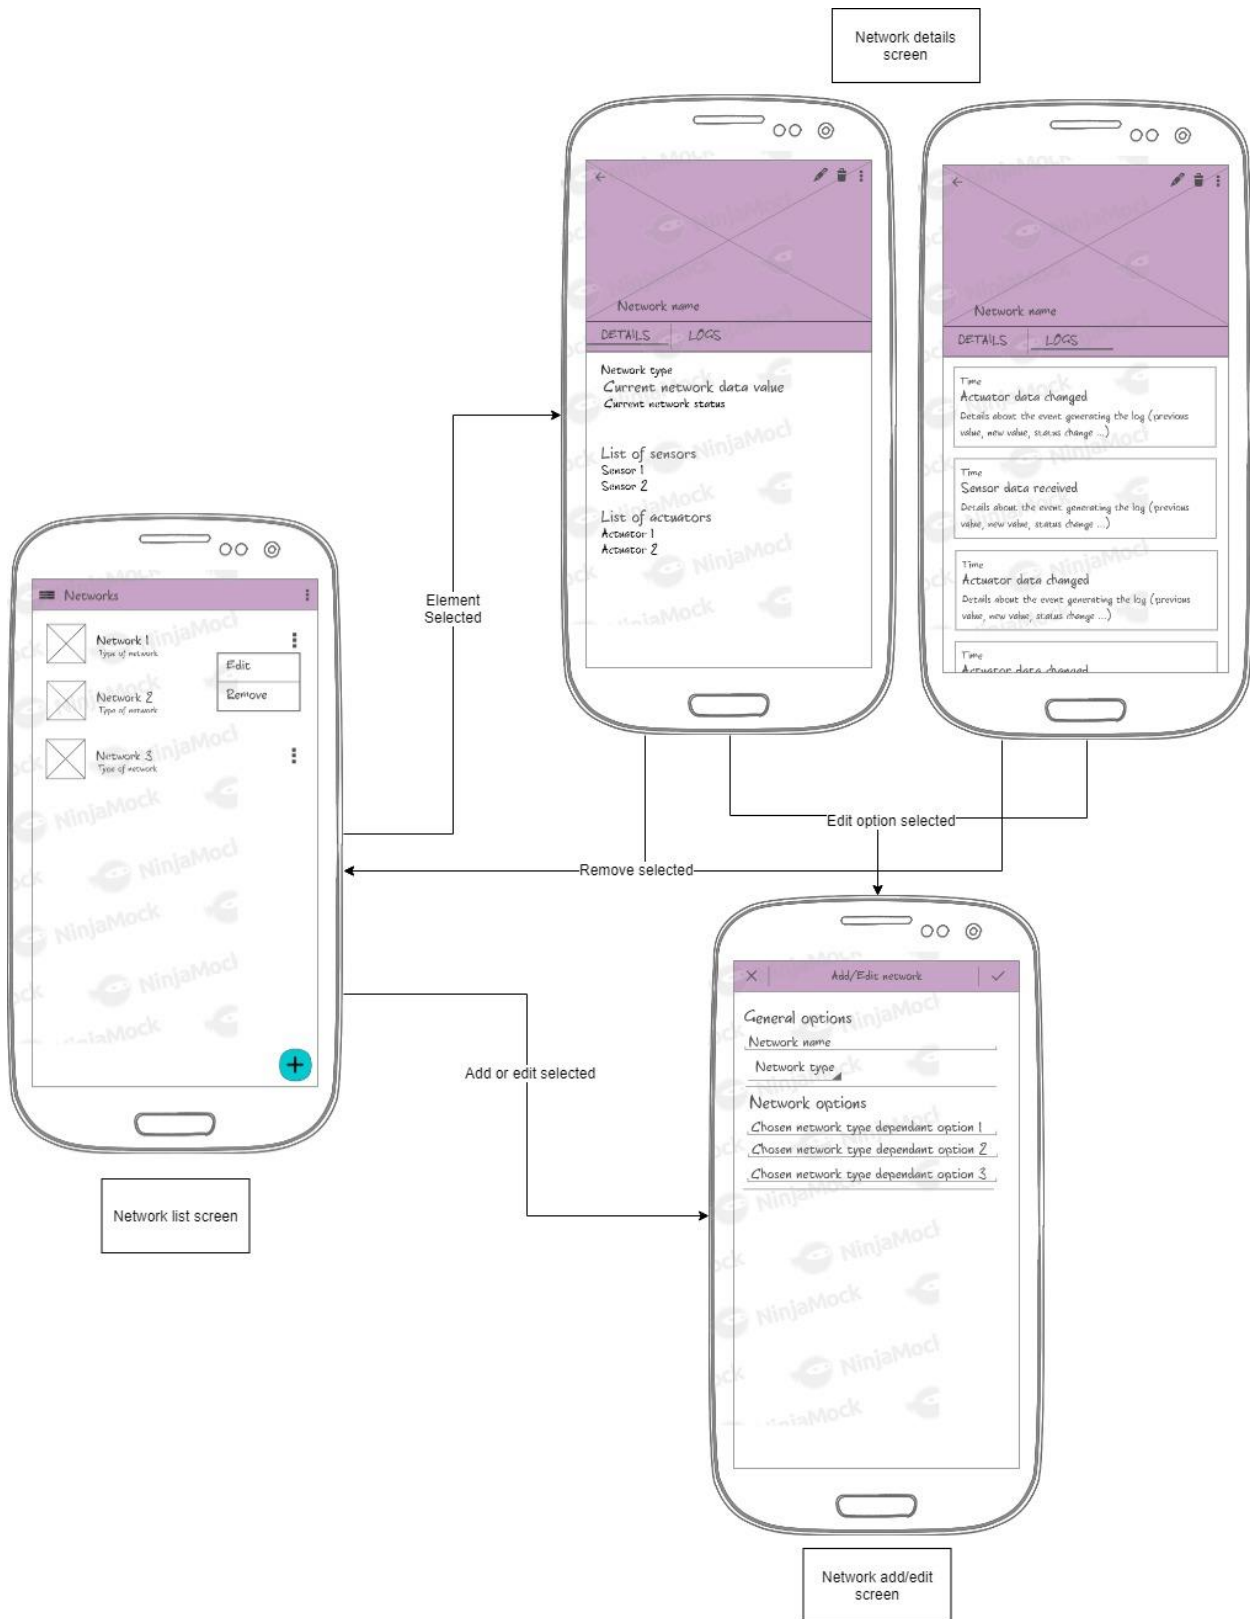 Network details
screen
Network name
DETAILS LOGS
Network type
Current network data value
Current network status
List of sensors
Sensor 1
Sensor 2
List of actuators
Actuator 1
Actuator 2
Network name
DETAILS LOGS
Time
Actuator data changed
Details about the event generating the log (previous
value, new value, status change ...)
Time
Sensor data received
Details about the event generating the log (previous
value, new value, status change ...)
Time
Actuator data changed
Details about the event generating the log (previous
value, new value, status change ...)
Time
Actuator data changed
Networks
Network 1
Type of network
Edit
Remove
Network 2
Type of network
Network 3
Type of network
Network list screen
Element
Selected
Edit option selected
Remove selected
Add or edit selected
Add/Edit network
General options
Network name
Network type
Network options
Chosen network type dependant option 1
Chosen network type dependant option 2
Chosen network type dependant option 3
Network add/edit
screen
NinjaMock